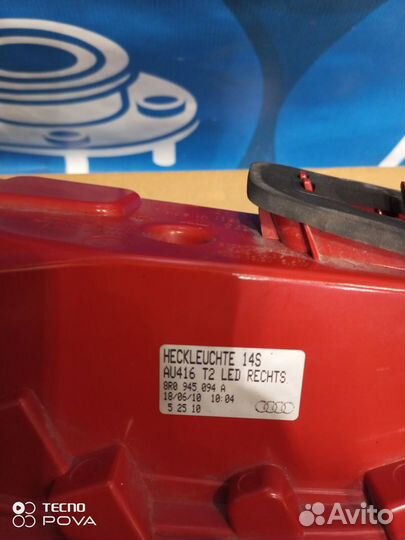 HECKLEUCHTE 14S
AU416 T2 LED RECHTS
8R0 945 094 A
18/06/10 10:04
5 25 10
TECNO
POVA
Avito